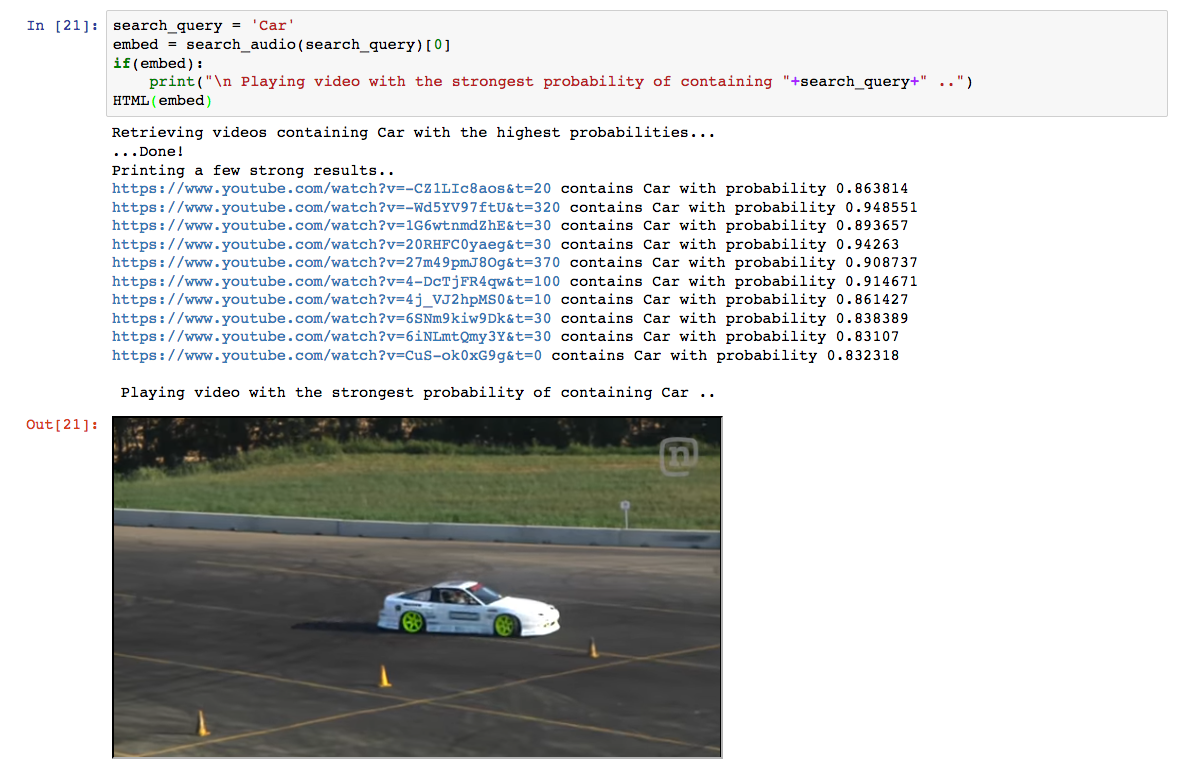 In [21]: search_query = 'Car'
embed = search_audio(search_query)[0]
if(embed):
    print("\n Playing video with the strongest probability of containing "+search_query+" ..")
HTML(embed)
Retrieving videos containing Car with the highest probabilities...
...Done!
Printing a few strong results..
https://www.youtube.com/watch?v=-CZ1LIc8aos&t=20 contains Car with probability 0.863814
https://www.youtube.com/watch?v=-Wd5YV97ftU&t=320 contains Car with probability 0.948551
https://www.youtube.com/watch?v=1G6wtnmdZhE&t=30 contains Car with probability 0.893657
https://www.youtube.com/watch?v=20RHFC0yaeg&t=30 contains Car with probability 0.94263
https://www.youtube.com/watch?v=27m49pmJ8Og&t=370 contains Car with probability 0.908737
https://www.youtube.com/watch?v=4-DcTjFR4qw&t=100 contains Car with probability 0.914671
https://www.youtube.com/watch?v=4j_VJ2hpMS0&t=10 contains Car with probability 0.861427
https://www.youtube.com/watch?v=6SNm9kiw9Dk&t=30 contains Car with probability 0.838389
https://www.youtube.com/watch?v=6iNLmtQmy3Y&t=30 contains Car with probability 0.83107
https://www.youtube.com/watch?v=CuS-ok0xG9g&t=0 contains Car with probability 0.832318
Playing video with the strongest probability of containing Car ..
Out[21]:
n